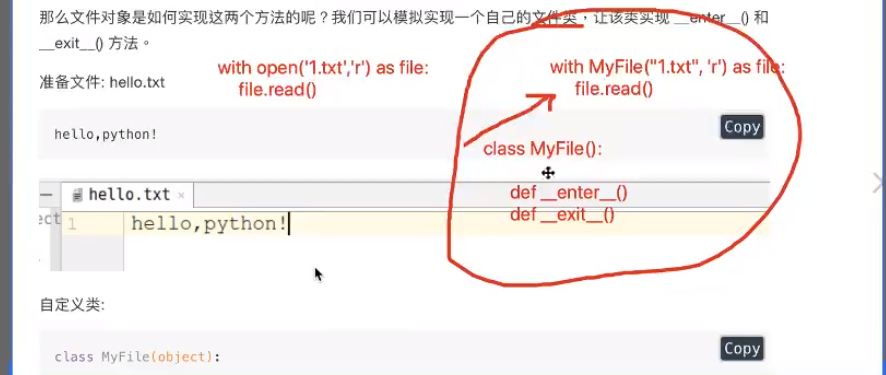 那么文件对象是如何实现这两个方法的呢？我们可以模拟实现一个自己的文件类，让该类实现 __enter__() 和
__exit__() 方法。
准备文件: hello.txt
with open('1.txt','r') as file:
file.read()
with MyFile("1.txt", 'r') as file:
file.read()
Copy
hello,python!
class MyFile():
def __enter__()
def __exit__()
hello.txt
ect
1
hello,python!
自定义类:
Copy
class MyFile(object):